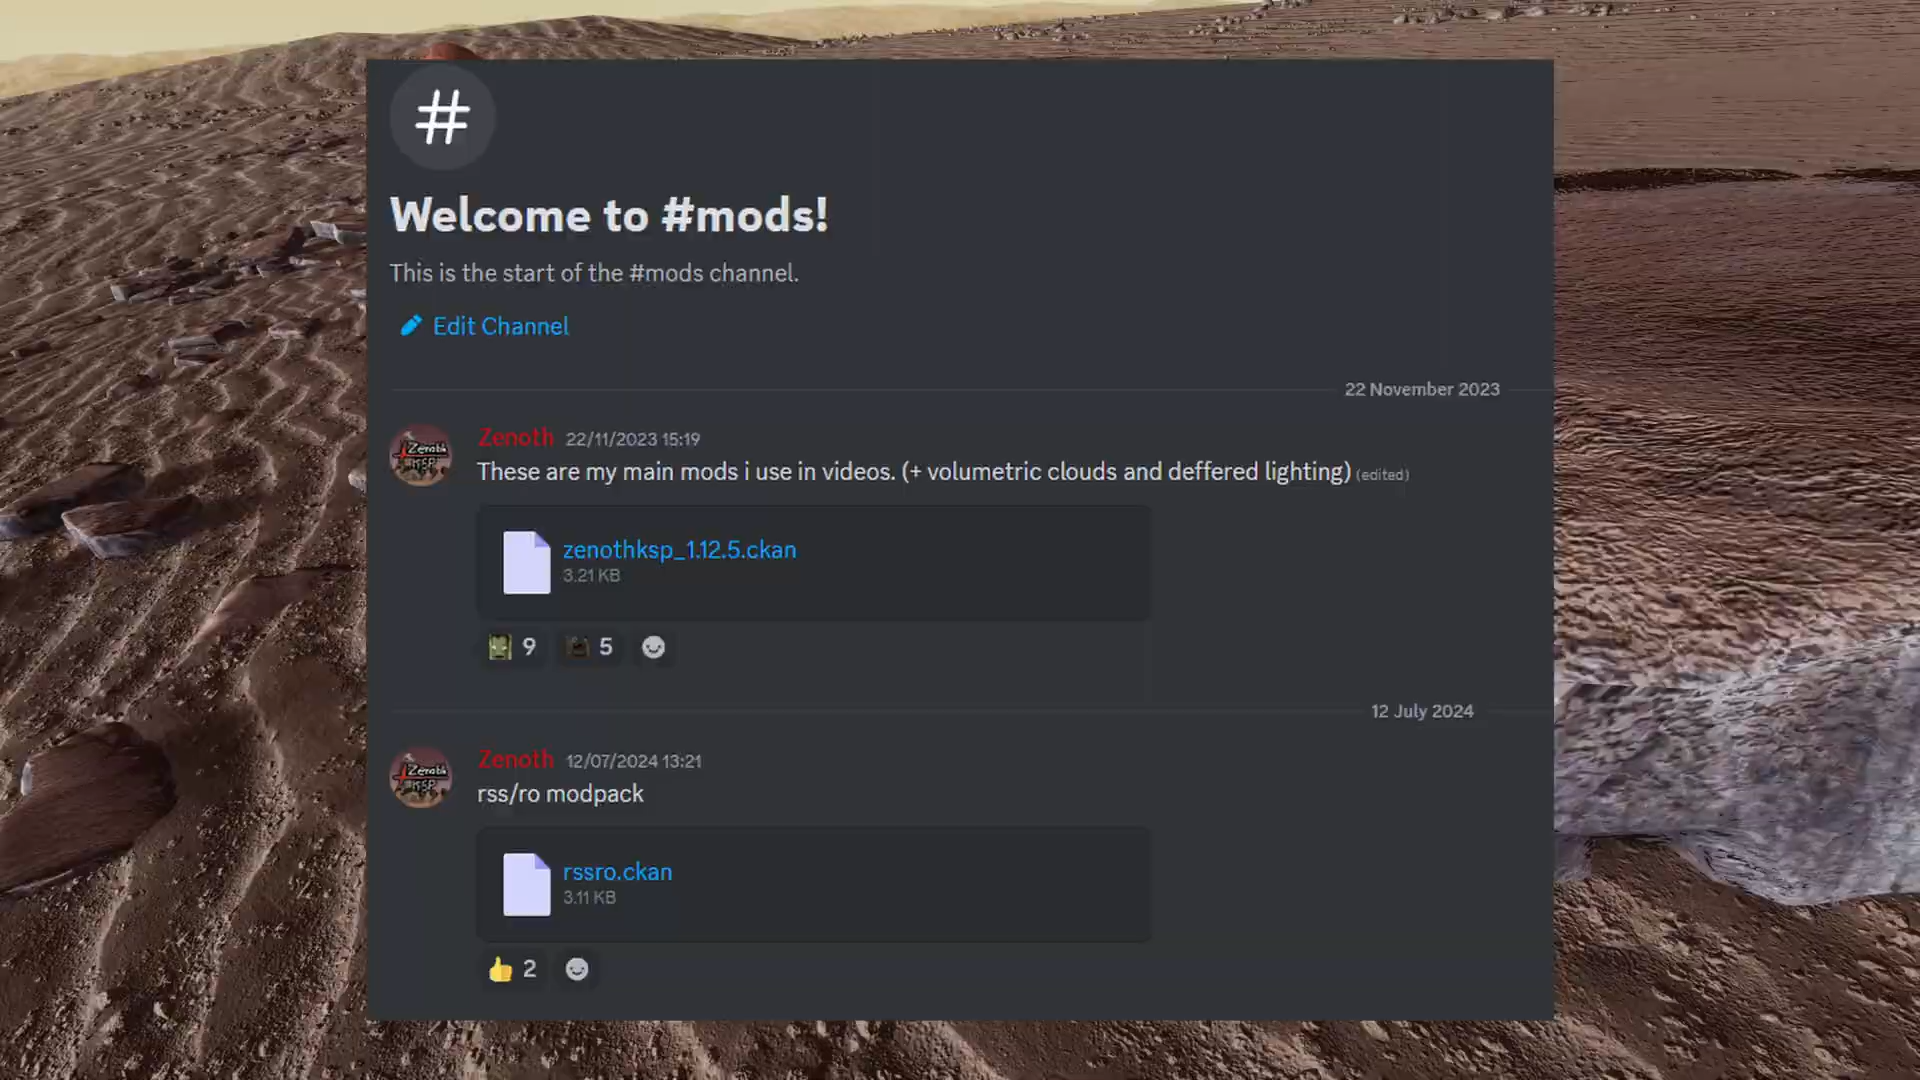 #
Welcome to #mods!
This is the start of the #mods channel.
Edit Channel
22 November 2023
Zenoth 22/11/2023 15:19
These are my main mods i use in videos. (+ volumetric clouds and deffered lighting) (edited)
zenothksp_1.12.5.ckan
3.21 KB
9 5
12 July 2024
Zenoth 12/07/2024 13:21
rss/ro modpack
rssro.ckan
3.11 KB
2